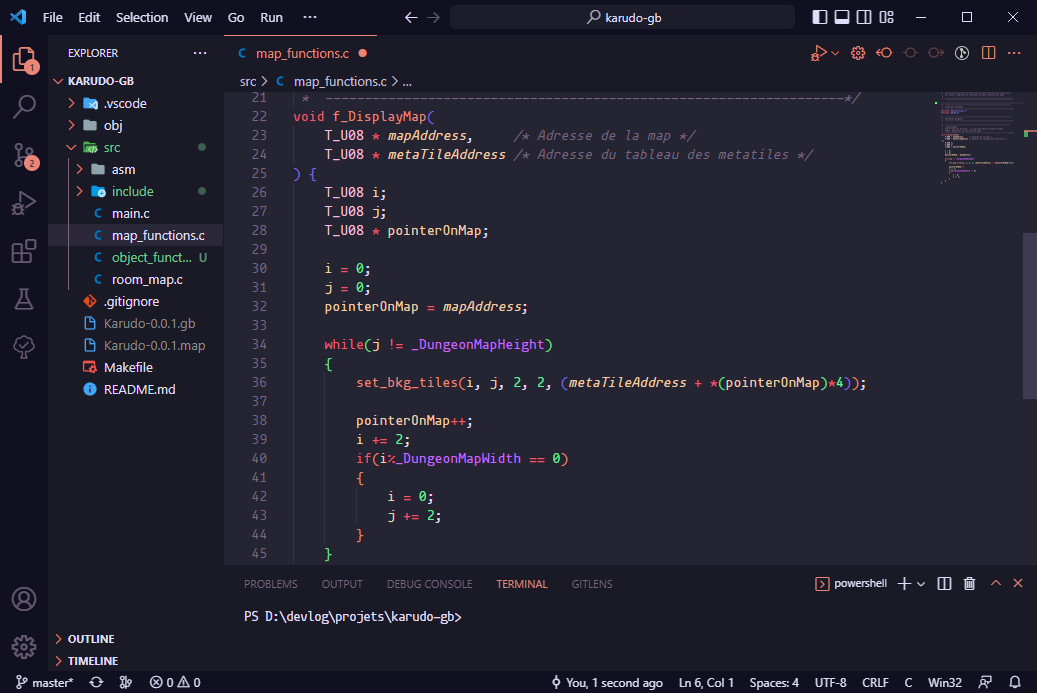 File Edit Selection View Go Run ··· karudo-gb
EXPLORER ···
KARUDO-GB
.vscode
obj
src
asm
include
main.c
map_functions.c
object_funct... U
room_map.c
.gitignore
Karudo-0.0.1.gb
Karudo-0.0.1.map
Makefile
README.md
OUTLINE
TIMELINE
1
2
C map_functions.c
src > C map_functions.c > ...
21 * ------------------------------------------------------------------*/
22 void f_DisplayMap(
23 T_U08 * mapAddress, /* Adresse de la map */
24 T_U08 * metaTileAddress /* Adresse du tableau des metatiles */
25 ) {
26 T_U08 i;
27 T_U08 j;
28 T_U08 * pointerOnMap;
29
30 i = 0;
31 j = 0;
32 pointerOnMap = mapAddress;
33
34 while(j != _DungeonMapHeight)
35 {
36 set_bkg_tiles(i, j, 2, 2, (metaTileAddress + *(pointerOnMap)*4));
37
38 pointerOnMap++;
39 i += 2;
40 if(i%_DungeonMapWidth == 0)
41 {
42 i = 0;
43 j += 2;
44 }
45 }
PROBLEMS OUTPUT DEBUG CONSOLE TERMINAL GITLENS powershell
PS D:\devlog\projets\karudo-gb>
master* 0 0 You, 1 second ago Ln 6, Col 1 Spaces: 4 UTF-8 CRLF C Win32